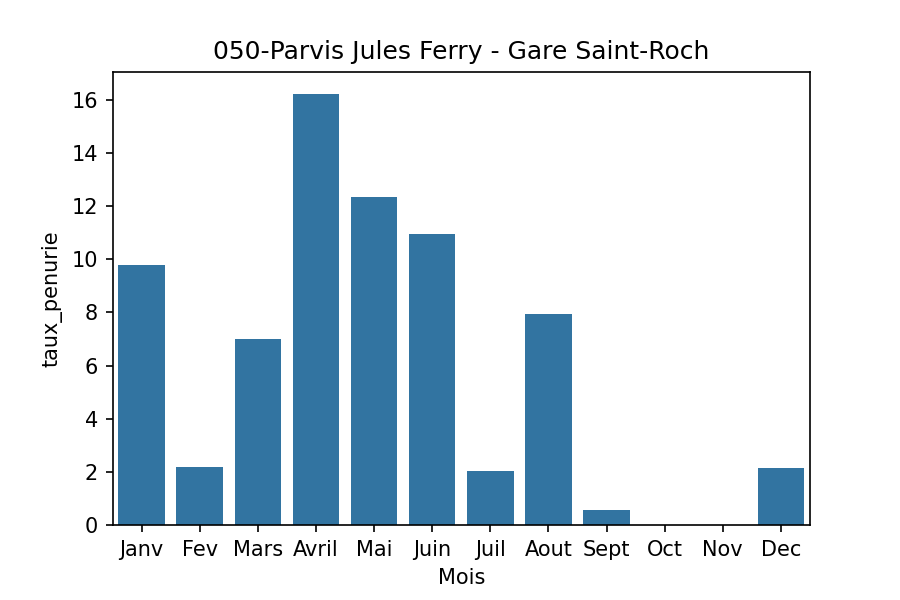 050-Parvis Jules Ferry - Gare Saint-Roch
taux_penurie
16
14
12
10
8
6
4
2
0
Janv Fev Mars Avril Mai Juin Juil Aout Sept Oct Nov Dec
Mois